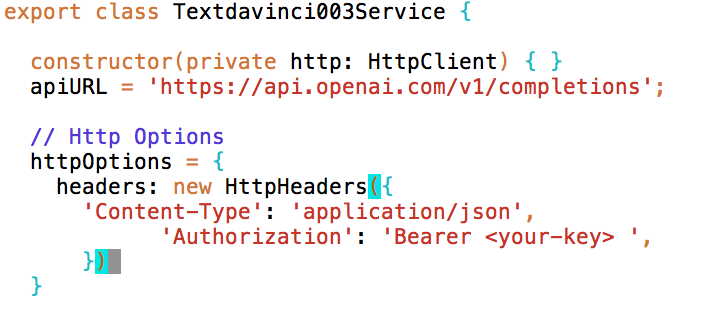 export class Textdavinci003Service {
constructor(private http: HttpClient) { }
apiURL = 'https://api.openai.com/v1/completions';
// Http Options
httpOptions = {
headers: new HttpHeaders({
'Content-Type': 'application/json',
'Authorization': 'Bearer <your-key> ',
})
}